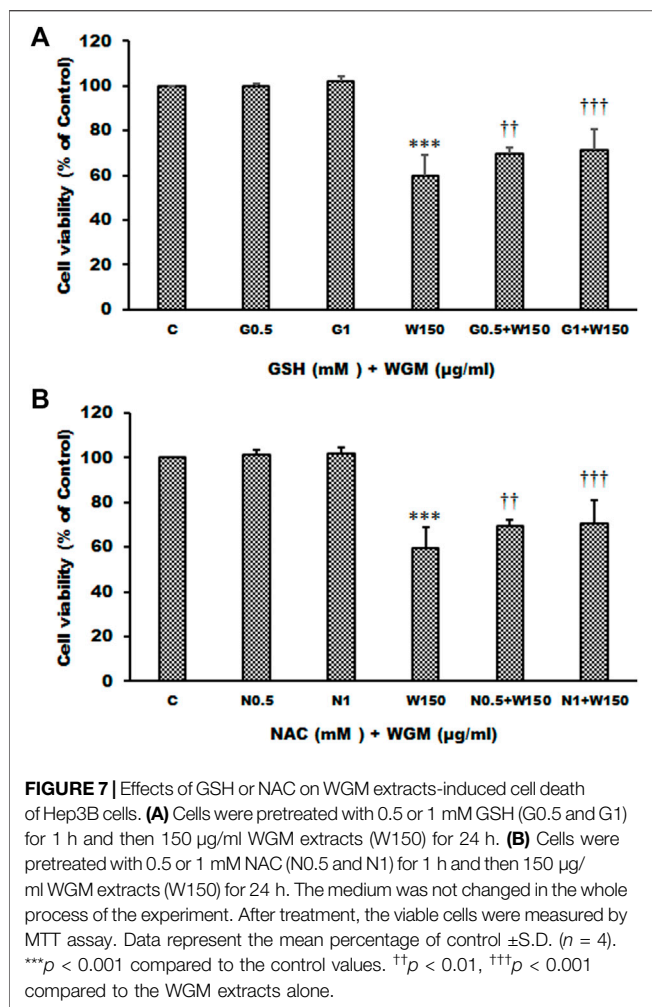 A
120
100
80
60
40
20
0
Cell viability (% of Control)
***
††
†††
C G0.5 G1 W150 G0.5+W150 G1+W150
GSH (mM ) + WGM (µg/ml)
B
120
100
80
60
40
20
0
Cell viability (% of Control)
***
††
†††
C N0.5 N1 W150 N0.5+W150 N1+W150
NAC (mM ) + WGM (µg/ml)
FIGURE 7 | Effects of GSH or NAC on WGM extracts-induced cell death
of Hep3B cells. (A) Cells were pretreated with 0.5 or 1 mM GSH (G0.5 and G1)
for 1 h and then 150 µg/ml WGM extracts (W150) for 24 h. (B) Cells were
pretreated with 0.5 or 1 mM NAC (N0.5 and N1) for 1 h and then 150 µg/
ml WGM extracts (W150) for 24 h. The medium was not changed in the whole
process of the experiment. After treatment, the viable cells were measured by
MTT assay. Data represent the mean percentage of control ±S.D. (n = 4).
***p < 0.001 compared to the control values. ††p < 0.01, †††p < 0.001
compared to the WGM extracts alone.